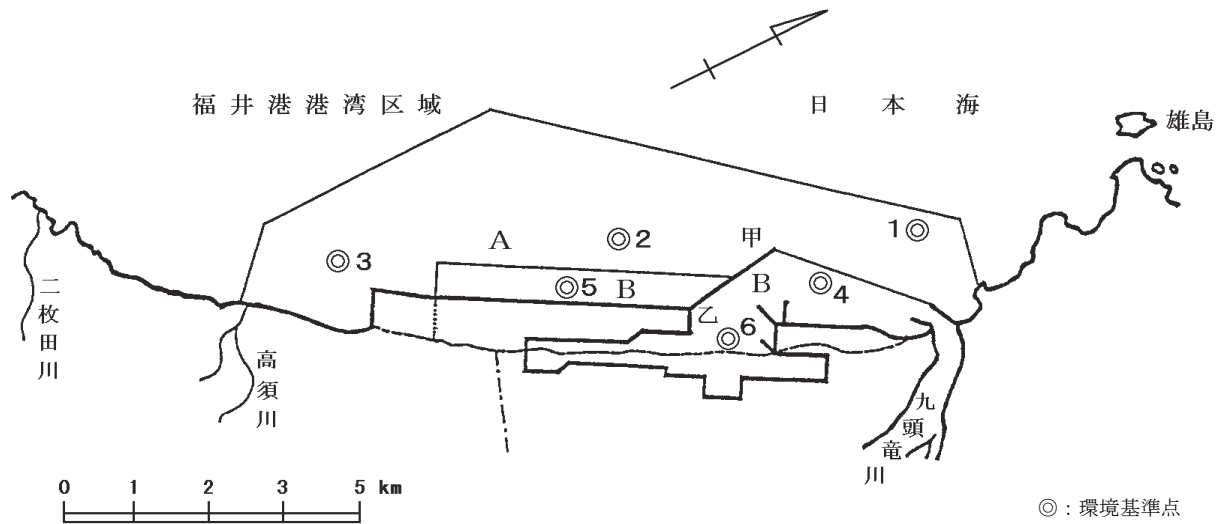 福井港港湾区域
日本海
雄島
1
A
2
甲
3
5
B
B
4
乙
6
二枚田川
高須川
九頭竜川
0 1 2 3 5 km
◎：環境基準点